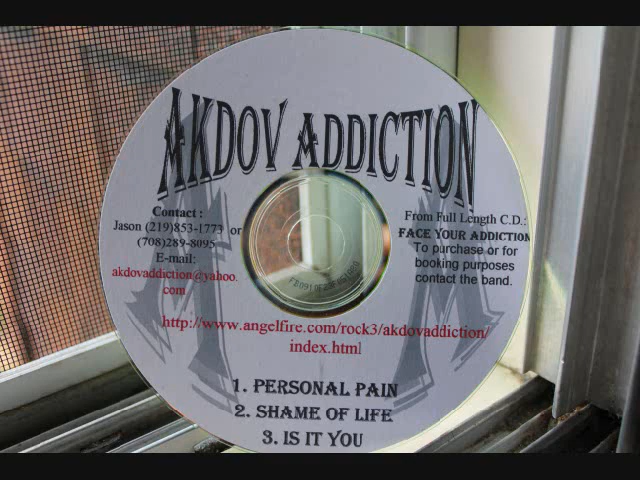 AKDOV ADDICTION
Contact :
Jason (219)853-1773 or
(708)289-8095
E-mail:
akdovaddiction@yahoo.
com
From Full Length C.D.:
FACE YOUR ADDICTION
To purchase or for
booking purposes
contact the band.
http://www.angelfire.com/rock3/akdovaddiction/
index.html
1. PERSONAL PAIN
2. SHAME OF LIFE
3. IS IT YOU